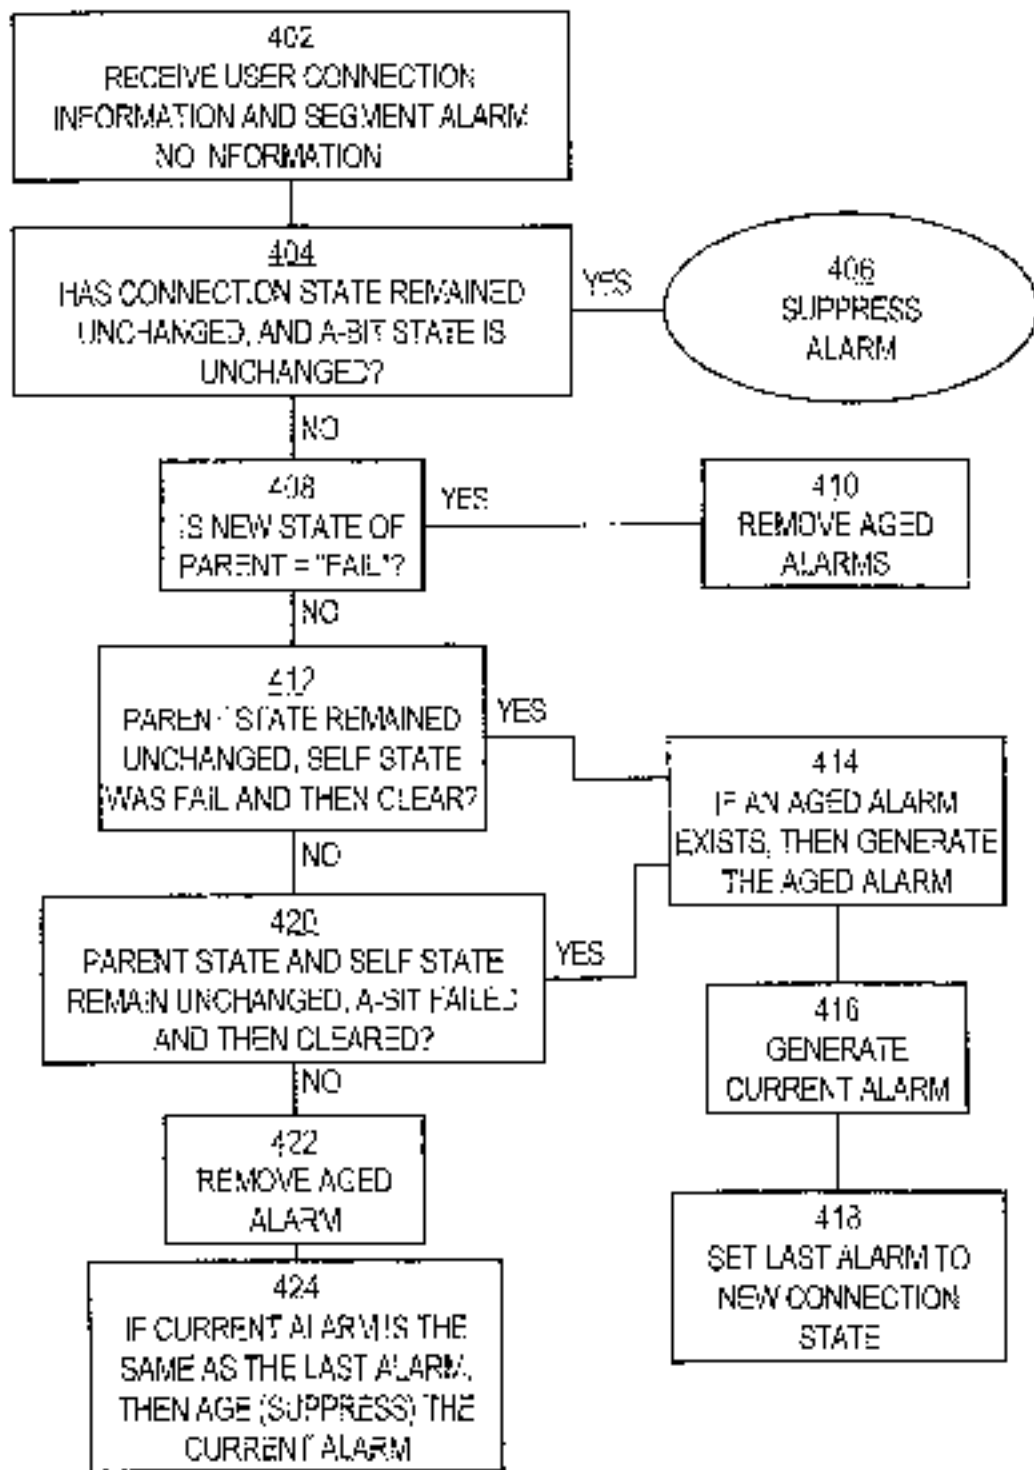 402
RECEIVE USER CONNECTION
INFORMATION AND SEGMENT ALARM
NO INFORMATION
404
HAS CONNECTION STATE REMAINED
UNCHANGED, AND A-BIT STATE IS
UNCHANGED?
YES
406
SUPPRESS
ALARM
NO
408
IS NEW STATE OF
PARENT = "FAIL"?
YES
410
REMOVE AGED
ALARMS
NO
412
PARENT STATE REMAINED
UNCHANGED, SELF STATE
WAS FAIL AND THEN CLEAR?
YES
414
IF AN AGED ALARM
EXISTS, THEN GENERATE
THE AGED ALARM
NO
420
PARENT STATE AND SELF STATE
REMAIN UNCHANGED, A-BIT FAILED
AND THEN CLEARED?
YES
416
GENERATE
CURRENT ALARM
NO
422
REMOVE AGED
ALARM
418
SET LAST ALARM TO
NEW CONNECTION
STATE
424
IF CURRENT ALARM IS THE
SAME AS THE LAST ALARM,
THEN AGE (SUPPRESS) THE
CURRENT ALARM